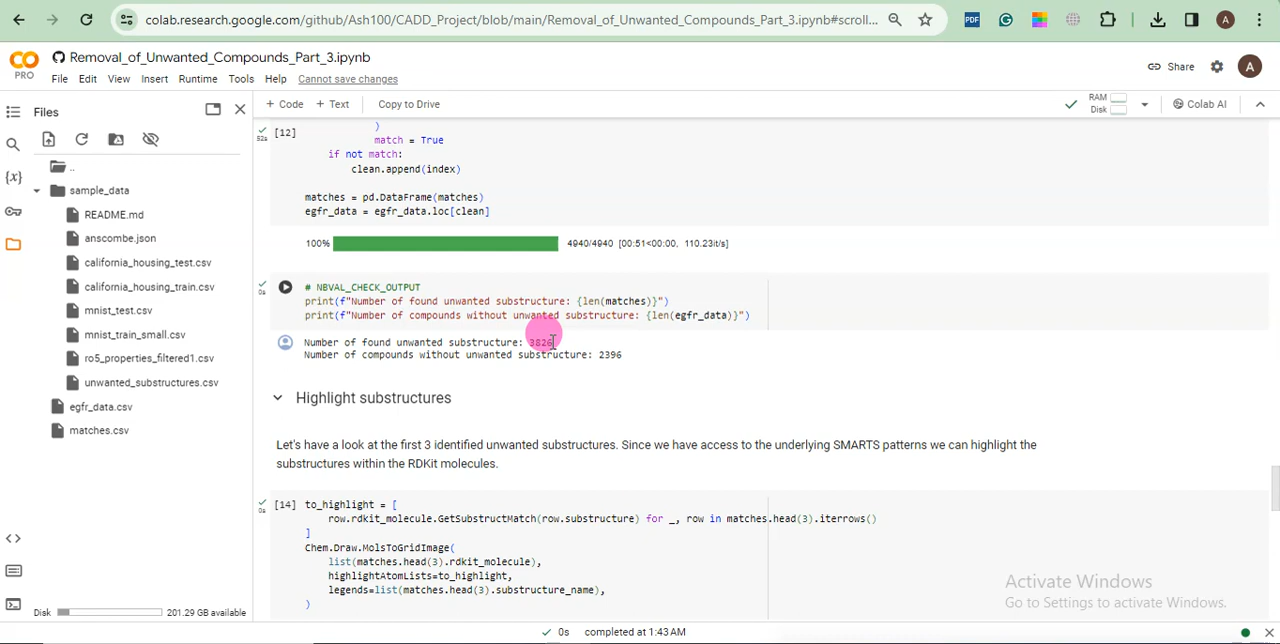 colab.research.google.com/github/Ash100/CADD_Project/blob/main/Removal_of_Unwanted_Compounds_Part_3.ipynb#scroll...
PDF
A
CO
PRO
Removal_of_Unwanted_Compounds_Part_3.ipynb
File Edit View Insert Runtime Tools Help Cannot save changes
Share
A
Files
+ Code + Text Copy to Drive
RAM
Disk
Colab AI
..
sample_data
README.md
anscombe.json
california_housing_test.csv
california_housing_train.csv
mnist_test.csv
mnist_train_small.csv
ro5_properties_filtered1.csv
unwanted_substructures.csv
egfr_data.csv
matches.csv
Disk 201.29 GB available
[12]
52s
)
match = True
if not match:
clean.append(index)
matches = pd.DataFrame(matches)
egfr_data = egfr_data.loc[clean]
100% 4940/4940 [00:51<00:00, 110.23it/s]
0s
# NBVAL_CHECK_OUTPUT
print(f"Number of found unwanted substructure: {len(matches)}")
print(f"Number of compounds without unwanted substructure: {len(egfr_data)}")
Number of found unwanted substructure: 3826
Number of compounds without unwanted substructure: 2396
Highlight substructures
Let's have a look at the first 3 identified unwanted substructures. Since we have access to the underlying SMARTS patterns we can highlight the
substructures within the RDKit molecules.
0s
[14] to_highlight = [
row.rdkit_molecule.GetSubstructMatch(row.substructure) for _, row in matches.head(3).iterrows()
]
Chem.Draw.MolsToGridImage(
list(matches.head(3).rdkit_molecule),
highlightAtomLists=to_highlight,
legends=list(matches.head(3).substructure_name),
)
Activate Windows
Go to Settings to activate Windows.
0s completed at 1:43AM